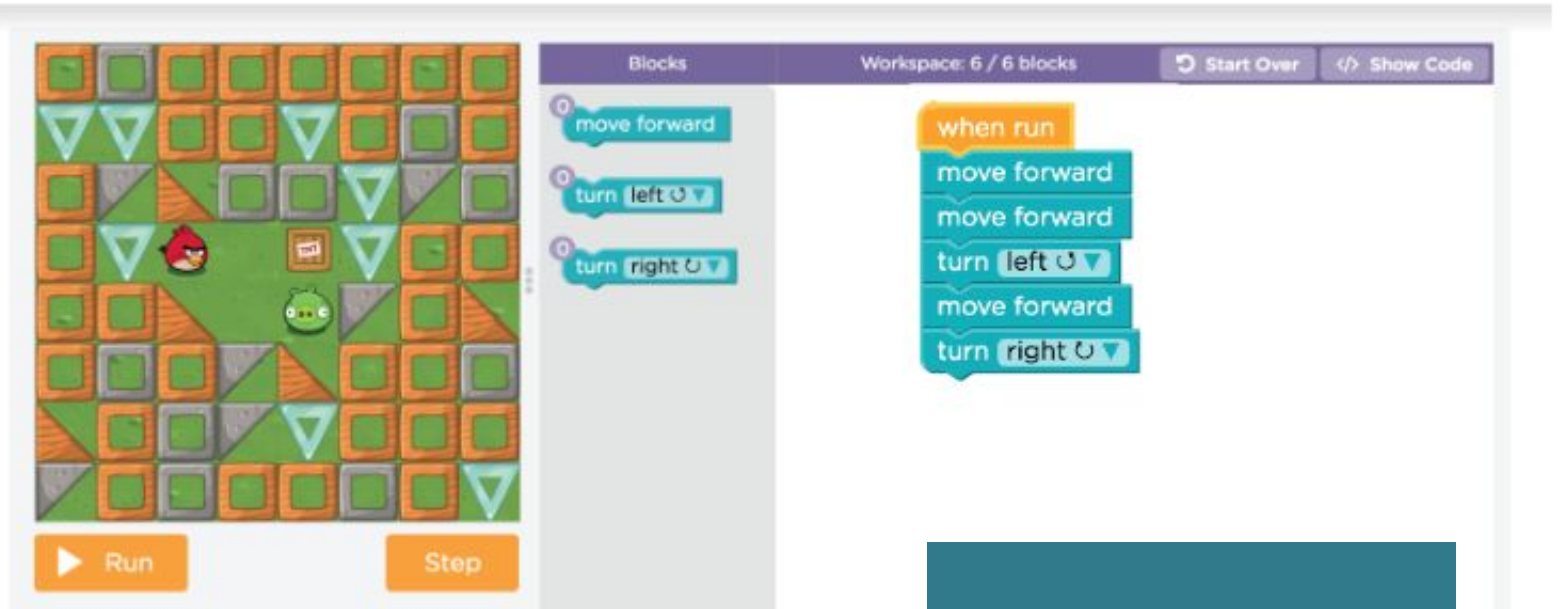 Blocks
Workspace: 6 / 6 blocks
Start Over
</> Show Code
0
move forward
0
turn left
0
turn right
when run
move forward
move forward
turn left
move forward
turn right
TNT
Run
Step